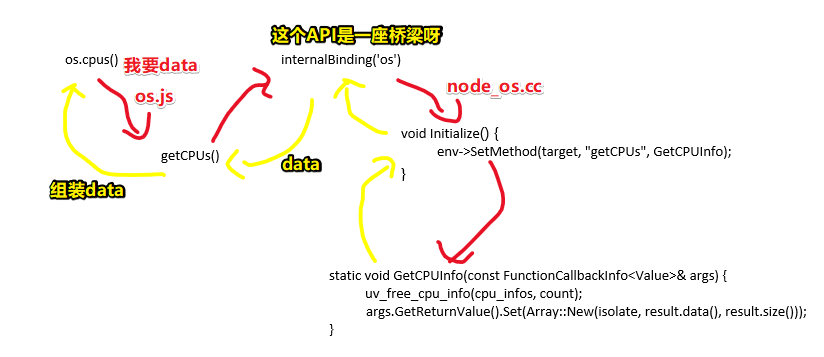 这个API是一座桥梁呀
os.cpus()
我要data
internalBinding('os')
os.js
node_os.cc
getCPUs()
data
void Initialize() {
env->SetMethod(target, "getCPUs", GetCPUInfo);
}
组装data
static void GetCPUInfo(const FunctionCallbackInfo<Value>& args) {
uv_free_cpu_info(cpu_infos, count);
args.GetReturnValue().Set(Array::New(isolate, result.data(), result.size()));
}